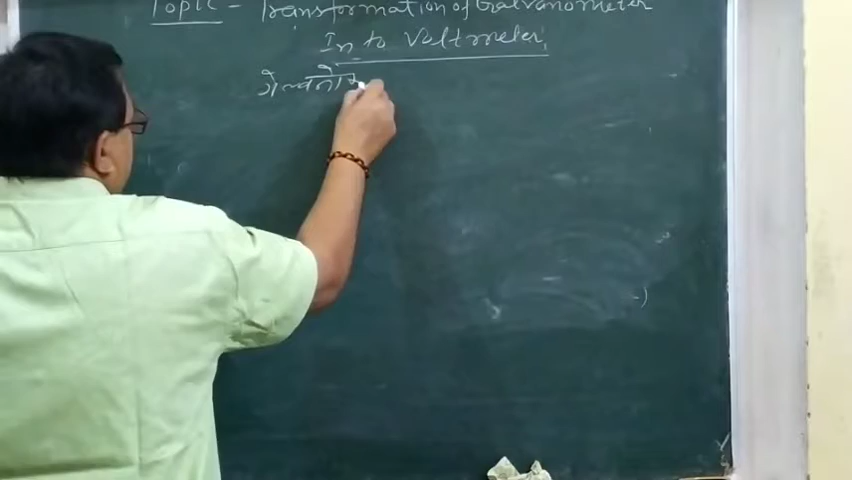 Topic - Transformation of Galvanometer
In to Voltmeter